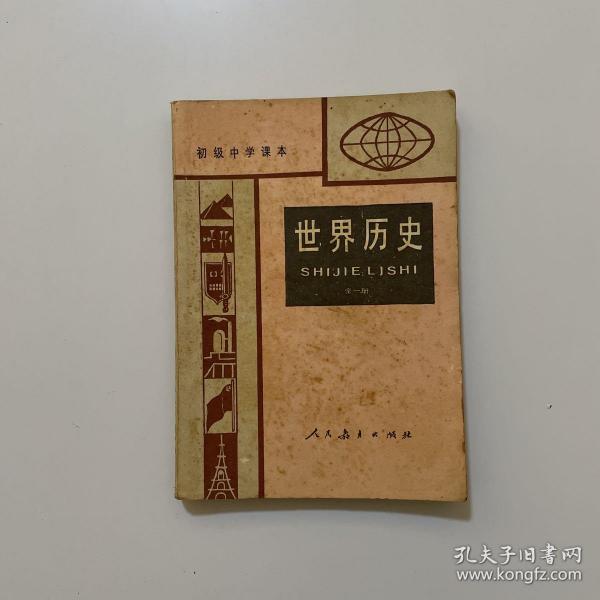 初级中学课本
世界历史
SHIJIE LISHI
全一册
人民教育出版社
孔夫子旧书网
www.kongfz.com